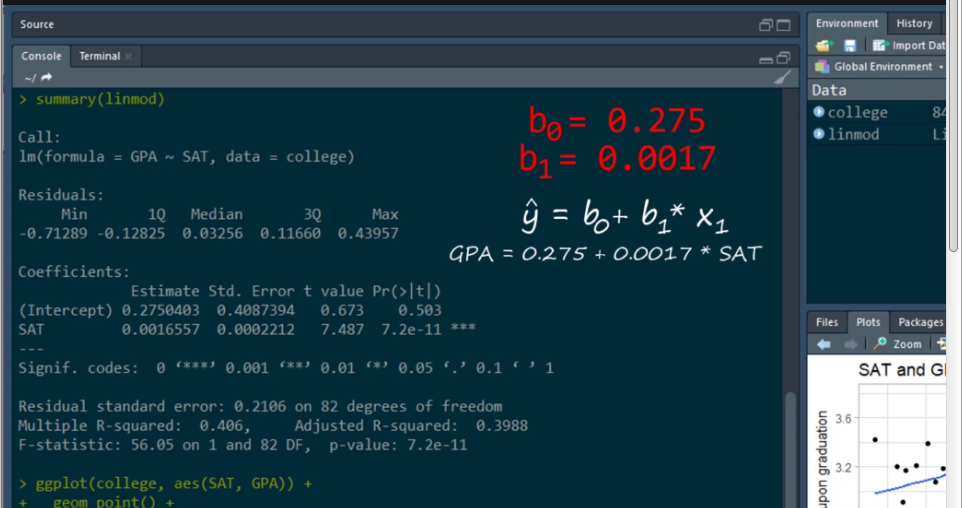 Source
Console Terminal ×
~/
> summary(linmod)
Call:
lm(formula = GPA ~ SAT, data = college)
Residuals:
Min 1Q Median 3Q Max
-0.71289 -0.12825 0.03256 0.11660 0.43957
Coefficients:
Estimate Std. Error t value Pr(>|t|)
(Intercept) 0.2750403 0.4087394 0.673 0.503
SAT 0.0016557 0.0002212 7.487 7.2e-11 ***
---
Signif. codes: 0 ‘***’ 0.001 ‘**’ 0.01 ‘*’ 0.05 ‘.’ 0.1 ‘ ’ 1
Residual standard error: 0.2106 on 82 degrees of freedom
Multiple R-squared: 0.406, Adjusted R-squared: 0.3988
F-statistic: 56.05 on 1 and 82 DF, p-value: 7.2e-11
> ggplot(college, aes(SAT, GPA)) +
+ geom_point() +
b₀ = 0.275
b₁ = 0.0017
ŷ = b₀ + b₁* x₁
GPA = 0.275 + 0.0017 * SAT
Environment History
Import Dat
Global Environment
Data
college 84
linmod Li
Files Plots Packages
Zoom
SAT and G
upon graduation
3.6
3.2